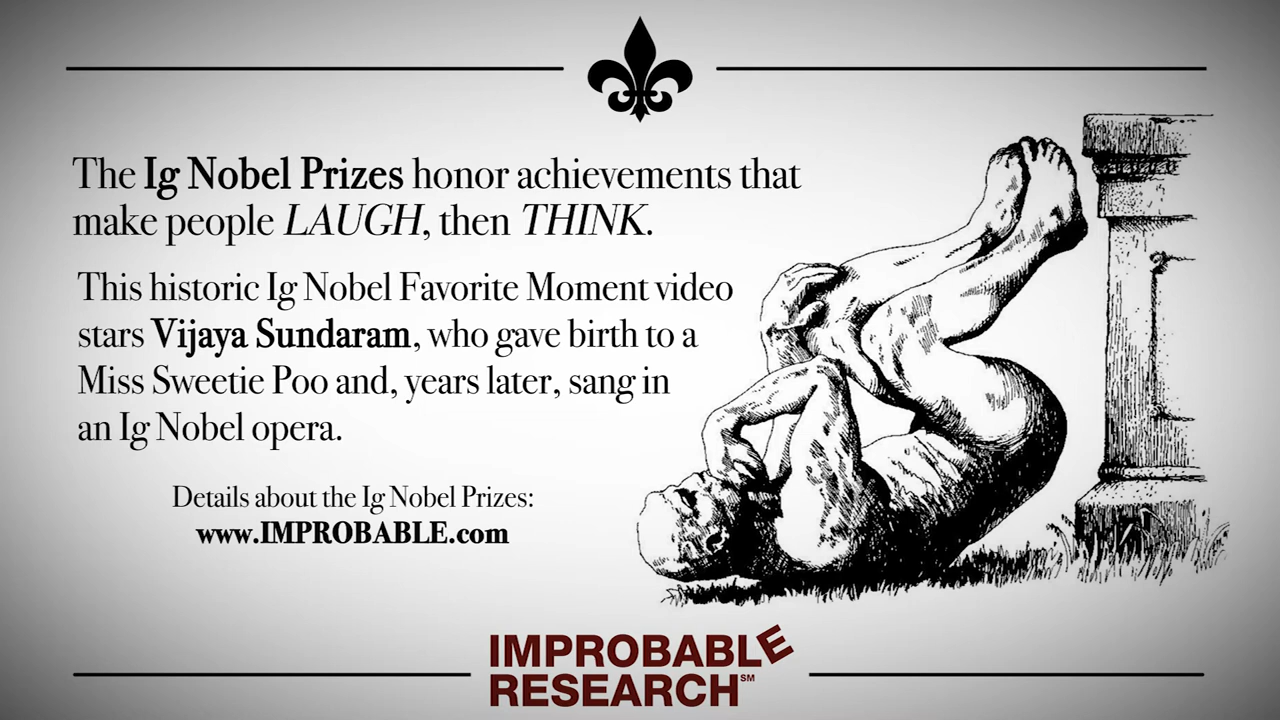 The Ig Nobel Prizes honor achievements that
make people LAUGH, then THINK.
This historic Ig Nobel Favorite Moment video
stars Vijaya Sundaram, who gave birth to a
Miss Sweetie Poo and, years later, sang in
an Ig Nobel opera.
Details about the Ig Nobel Prizes:
www.IMPROBABLE.com
IMPROBABLE
RESEARCH℠